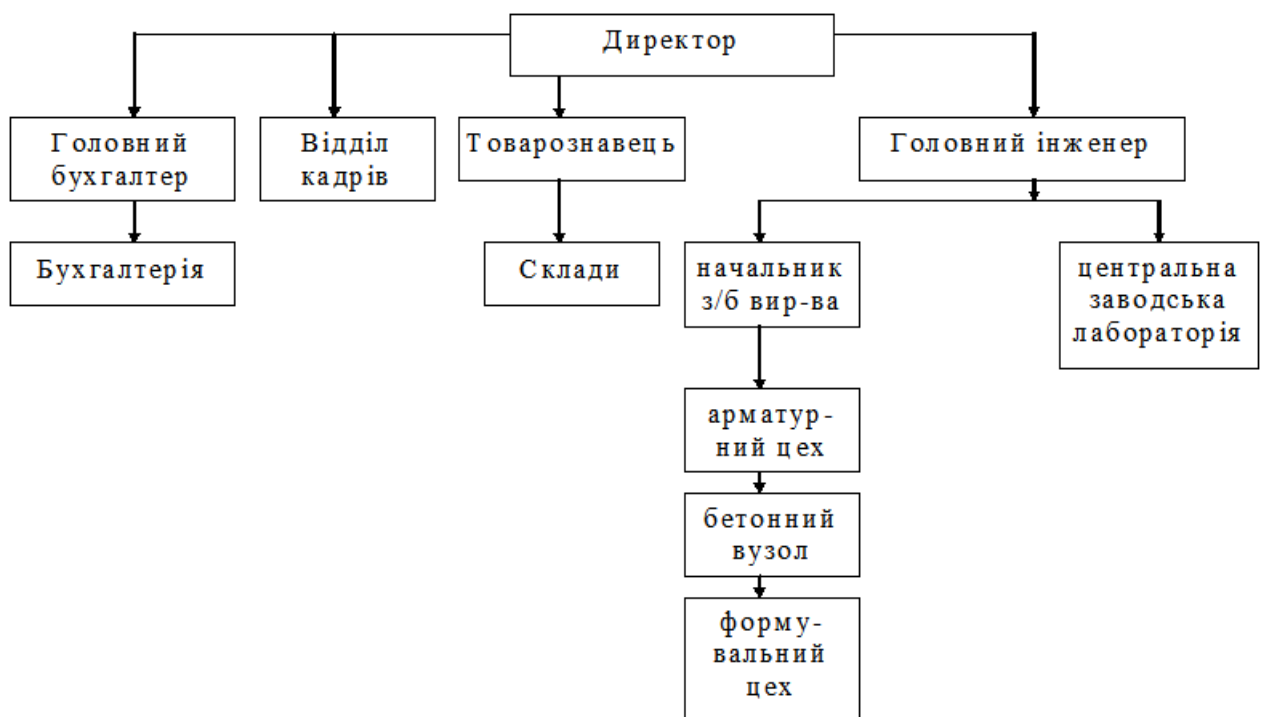 Директор
Головний
бухгалтер
Відділ
кадрів
Товарознавець
Головний інженер
Бухгалтерія
Склади
начальник
з/б вир-ва
центральна
заводська
лабораторія
арматур-
ний цех
бетонний
вузол
форму-
вальний
цех